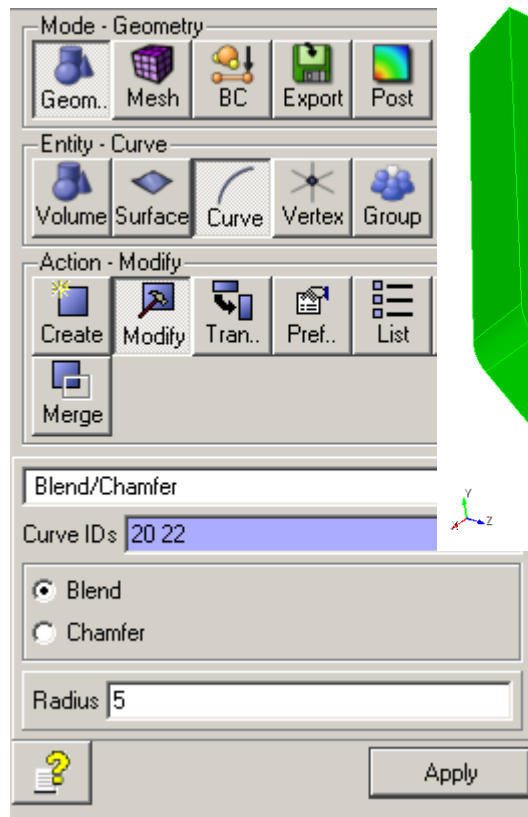 Mode - Geometry
Geom.. Mesh BC Export Post
Entity - Curve
Volume Surface Curve Vertex Group
Action - Modify
Create Modify Tran.. Pref.. List
Merge
Blend/Chamfer
Curve IDs 20 22
Blend
Chamfer
Radius 5
Apply
Y
X Z